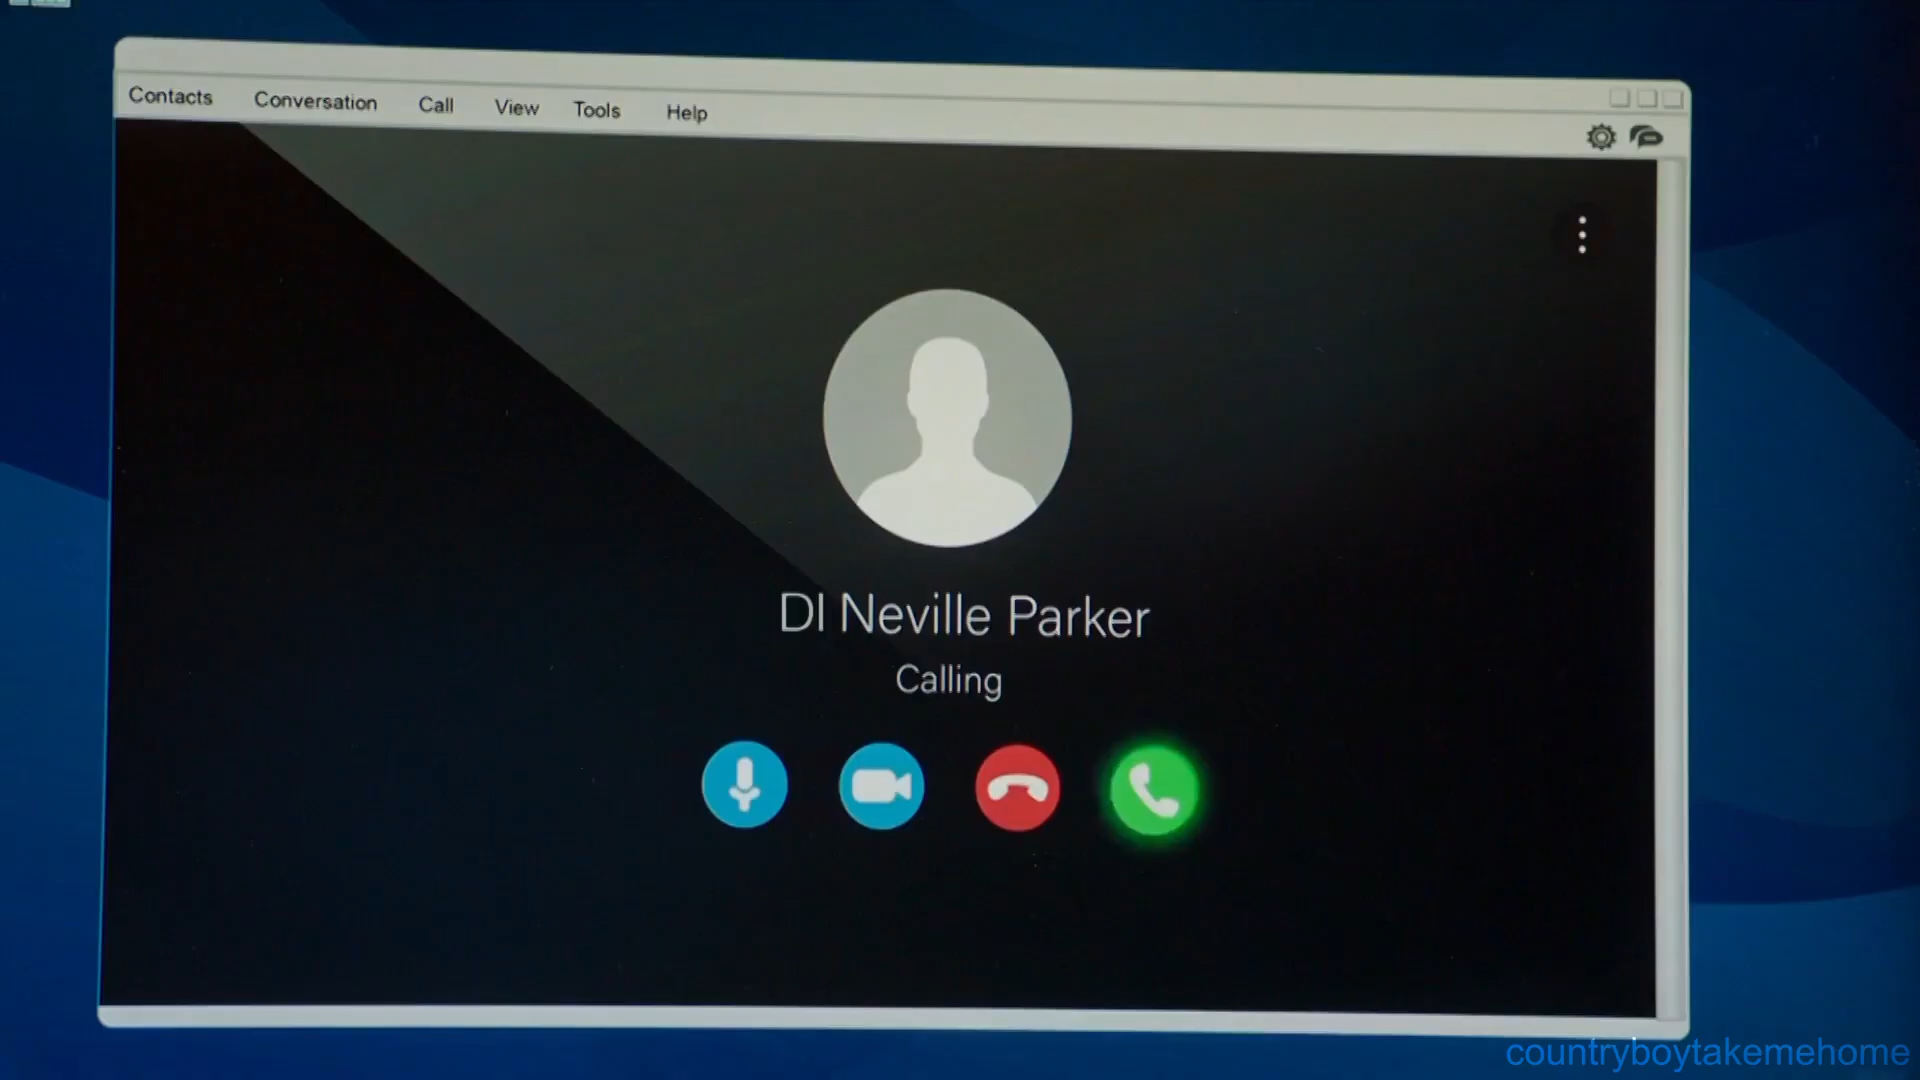 Contacts Conversation Call View Tools Help
DI Neville Parker
Calling
countryboytakemehome